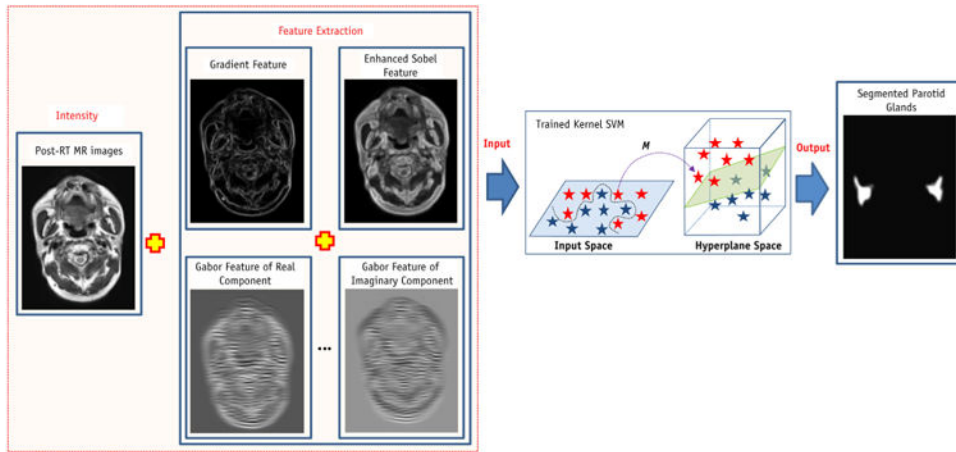 Feature Extraction
Gradient Feature
Enhanced Sobel
Feature
Intensity
Post-RT MR images
Gabor Feature of Real
Component
...
Gabor Feature of
Imaginary Component
Input
Trained Kernel SVM
M
Input Space
Hyperplane Space
Output
Segmented Parotid
Glands